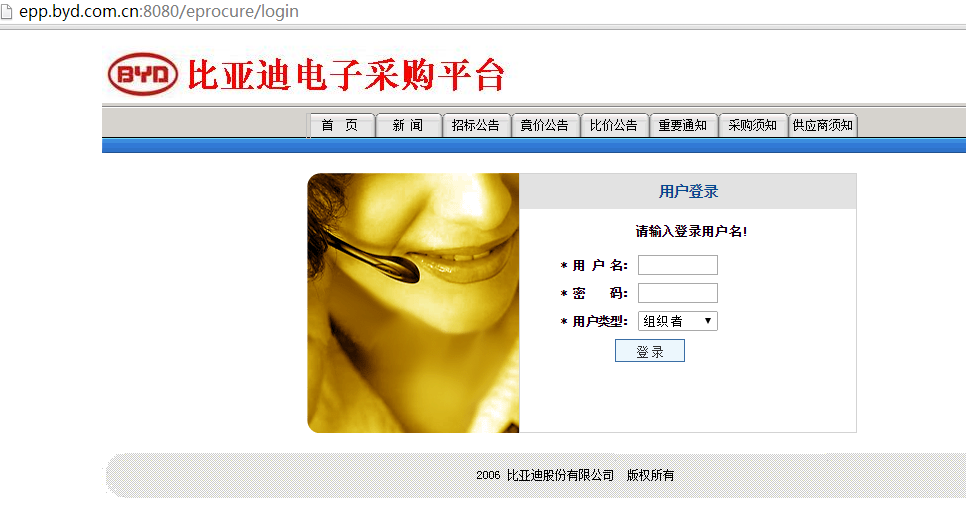 epp.byd.com.cn:8080/eprocure/login
BYD 比亚迪电子采购平台
首 页 新 闻 招标公告 竟价公告 比价公告 重要通知 采购须知 供应商须知
用户登录
请输入登录用户名!
* 用 户 名:
* 密 码:
* 用户类型: 组织者
登 录
2006 比亚迪股份有限公司 版权所有